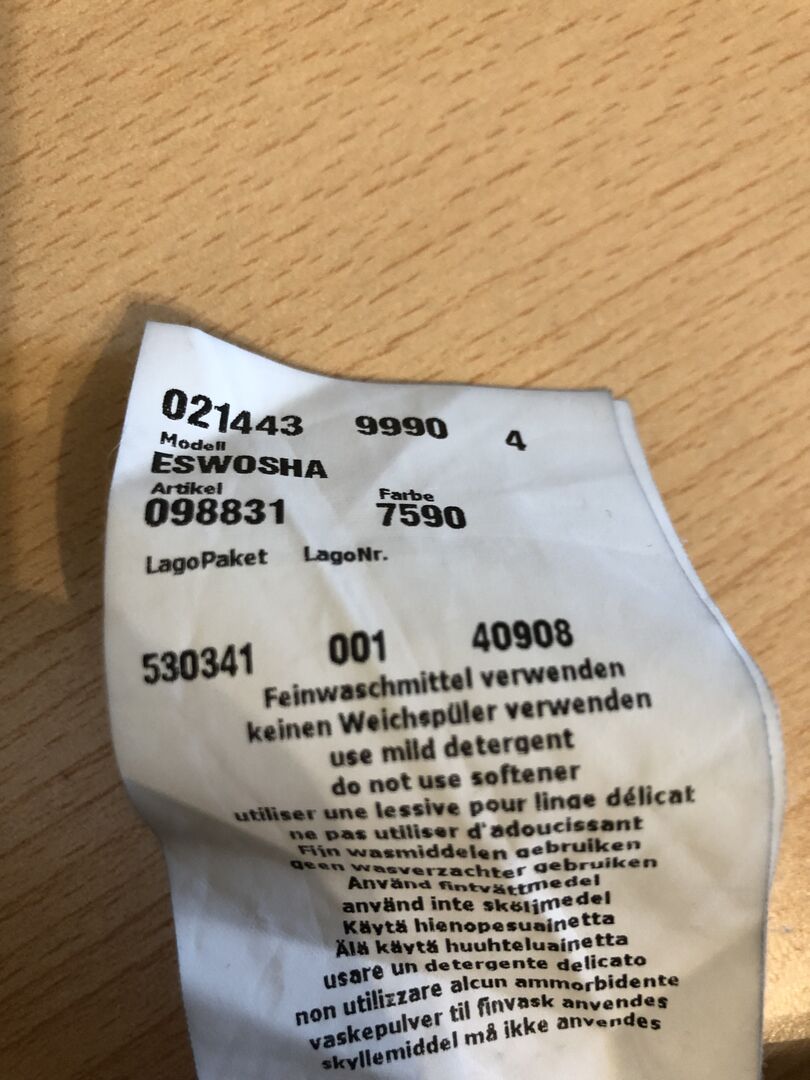 021443 9990 4
Modell
ESWOSHA
Artikel Farbe
098831 7590
LagoPaket LagoNr.
530341 001 40908
Feinwaschmittel verwenden
keinen Weichspüler verwenden
use mild detergent
do not use softener
utiliser une lessive pour linge délicat
ne pas utiliser d'adoucissant
Fijn wasmiddelen gebruiken
geen wasverzachter gebruiken
Använd fintvättmedel
använd inte sköljmedel
Käytä hienopesuainetta
Älä käytä huuhteluainetta
usare un detergente delicato
non utilizzare alcun ammorbidente
vaskepulver til finvask anvendes
skyllemiddel må ikke anvendes